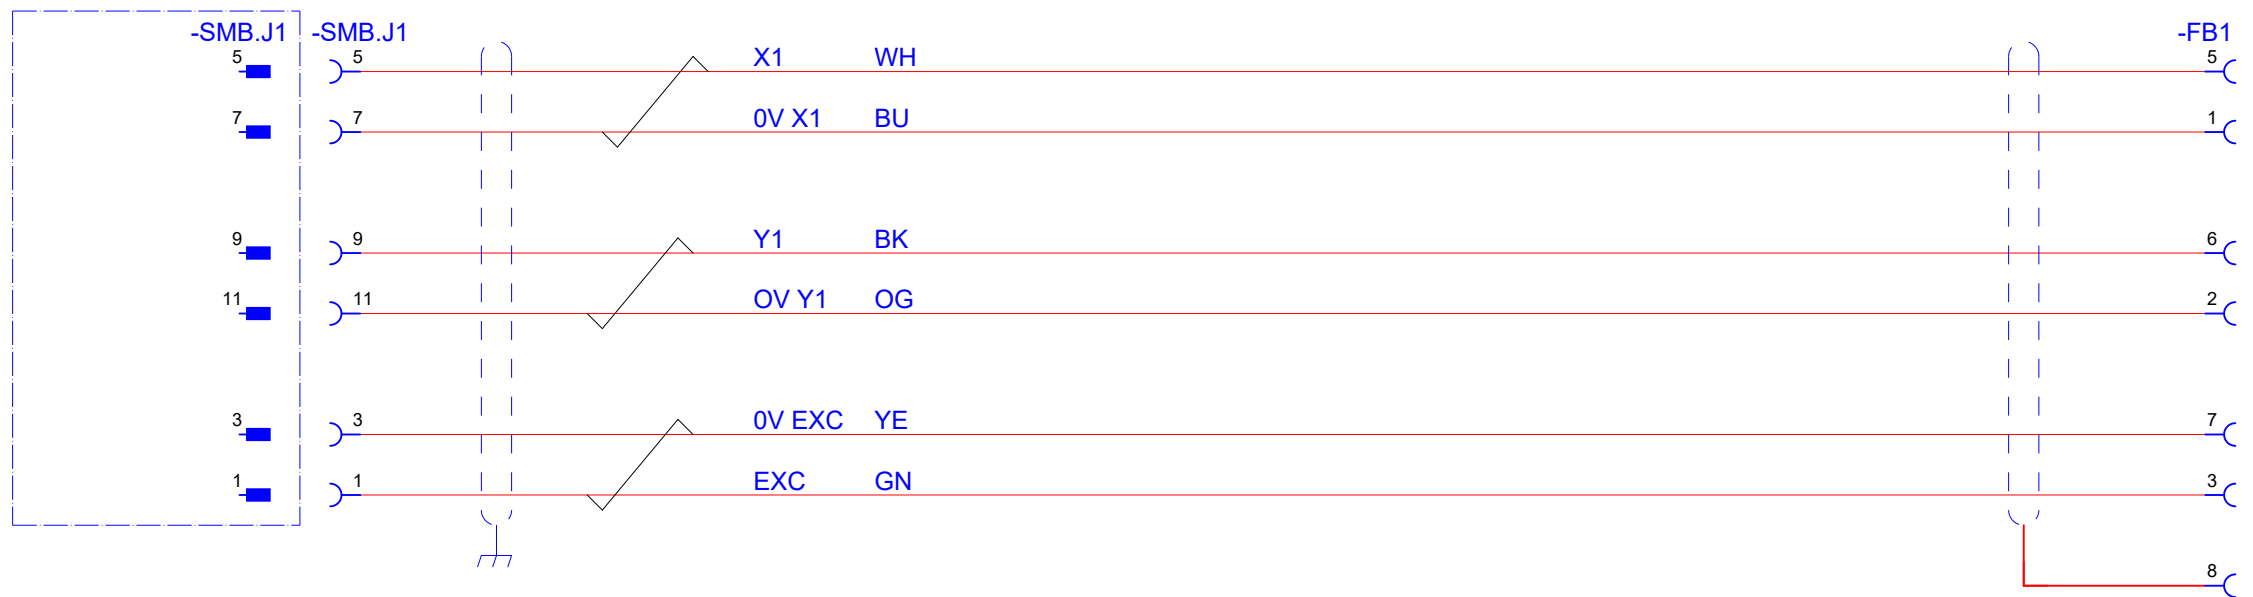 -SMB.J1 -SMB.J1 -FB1
5 5 X1 WH 5
7 7 0V X1 BU 1
9 9 Y1 BK 6
11 11 OV Y1 OG 2
3 3 0V EXC YE 7
1 1 EXC GN 3
8